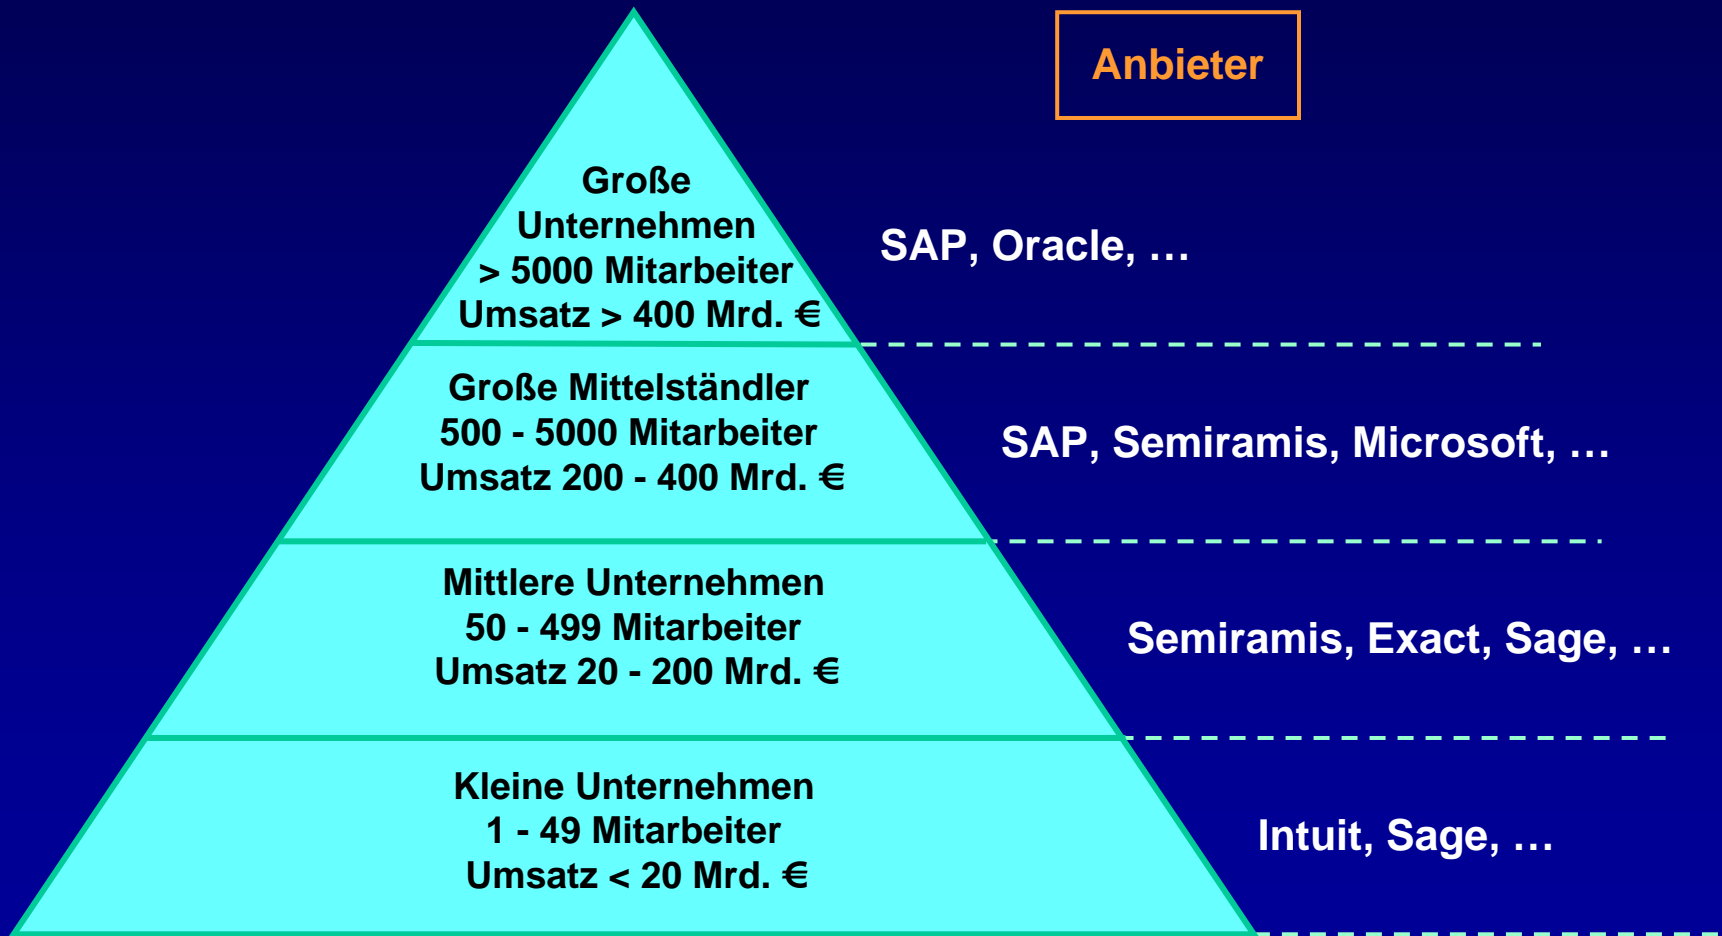 Anbieter
Große
Unternehmen
> 5000 Mitarbeiter
Umsatz > 400 Mrd. €
SAP, Oracle, …
Große Mittelständler
500 - 5000 Mitarbeiter
Umsatz 200 - 400 Mrd. €
SAP, Semiramis, Microsoft, …
Mittlere Unternehmen
50 - 499 Mitarbeiter
Umsatz 20 - 200 Mrd. €
Semiramis, Exact, Sage, …
Kleine Unternehmen
1 - 49 Mitarbeiter
Umsatz < 20 Mrd. €
Intuit, Sage, …